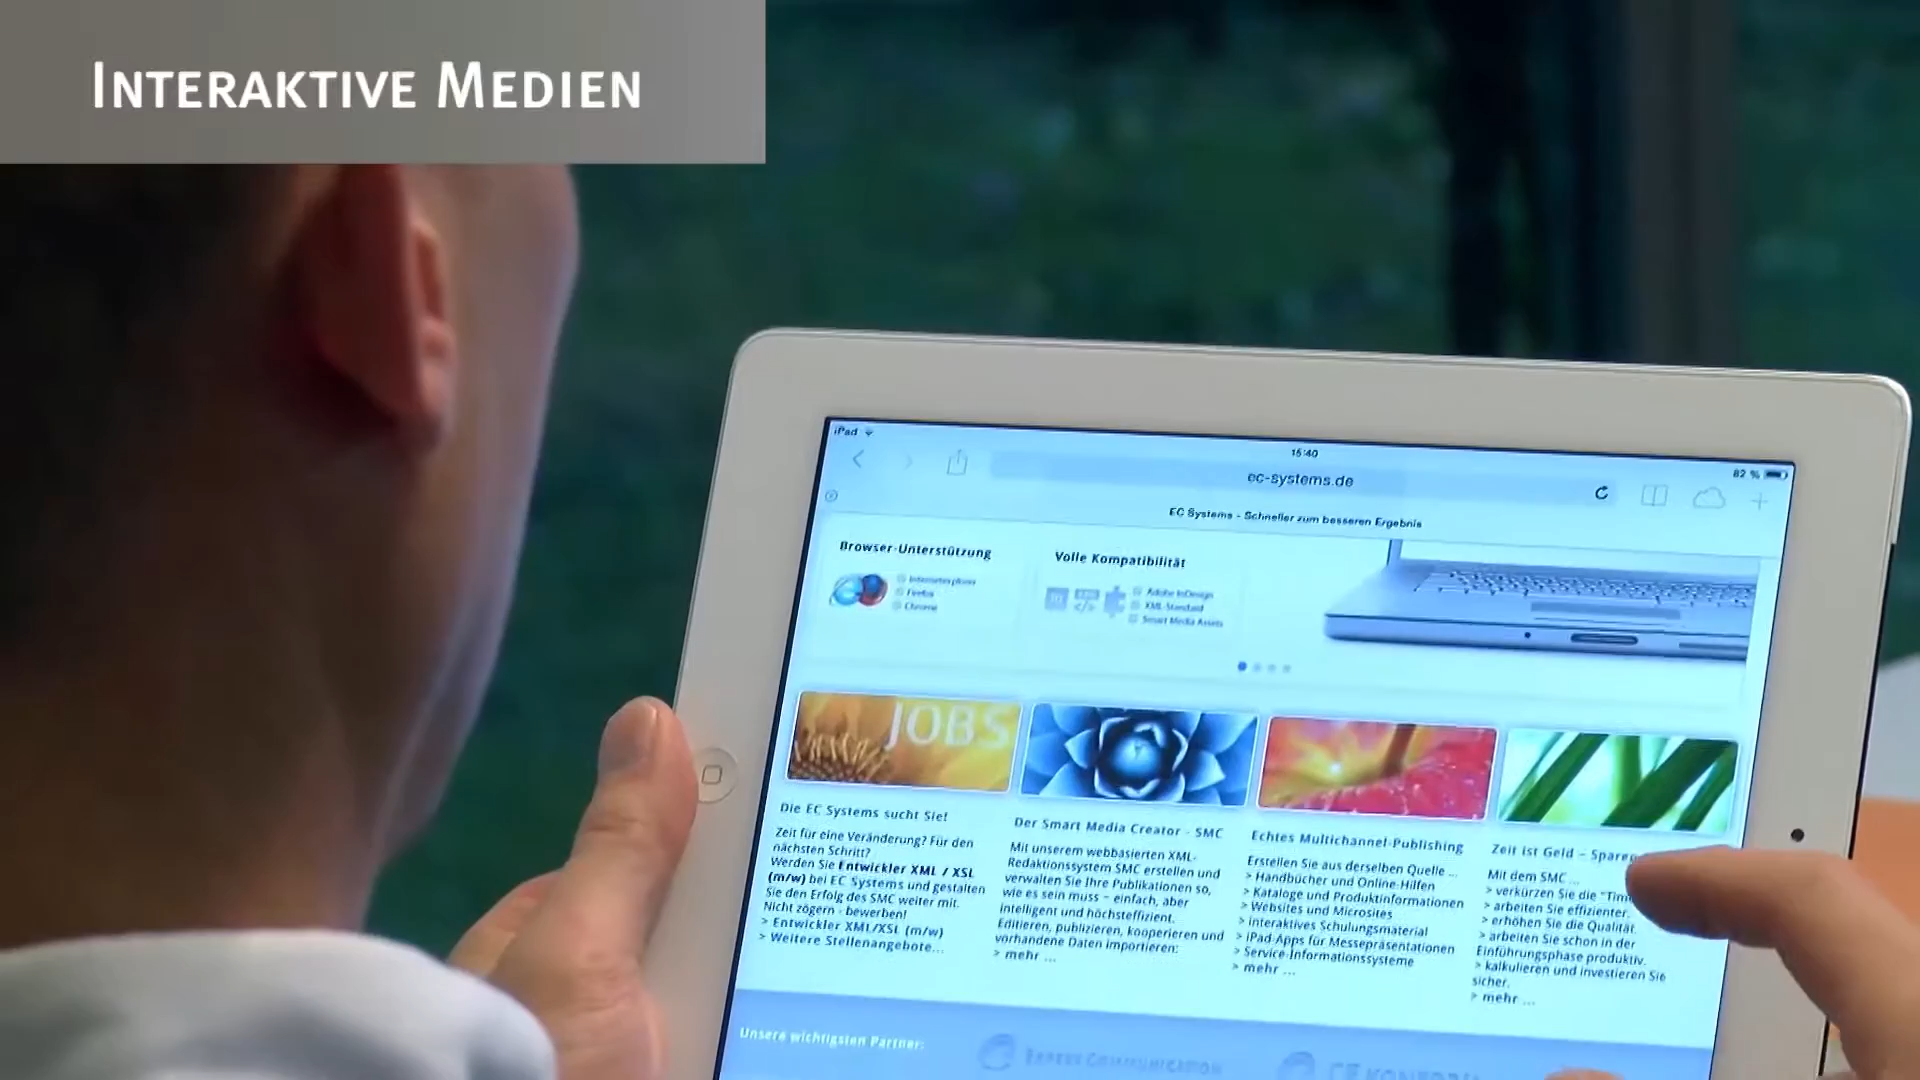 INTERAKTIVE MEDIEN
iPad
15:40
82 %
ec-systems.de
EC Systems - Schneller zum besseren Ergebnis
Browser-Unterstützung
Internetexplorer
Firefox
Chrome
Volle Kompatibilität
Adobe InDesign
XML-Standard
Smart Media Assets
JOBS
Die EC Systems sucht Sie!
Zeit für eine Veränderung? Für den
nächsten Schritt?
Werden Sie Entwickler XML / XSL
(m/w) bei EC Systems und gestalten
Sie den Erfolg des SMC weiter mit.
Nicht zögern - bewerben!
> Entwickler XML/XSL (m/w)
> Weitere Stellenangebote...
Der Smart Media Creator - SMC
Mit unserem webbasierten XML-
Redaktionssystem SMC erstellen und
verwalten Sie Ihre Publikationen so,
wie es sein muss – einfach, aber
intelligent und höchsteffizient.
Editieren, publizieren, kooperieren und
vorhandene Daten importieren:
> mehr ...
Echtes Multichannel-Publishing
Erstellen Sie aus derselben Quelle ...
> Handbücher und Online-Hilfen
> Kataloge und Produktinformationen
> Websites und Microsites
> Interaktives Schulungsmaterial
> iPad-Apps für Messepräsentationen
> Service-Informationssysteme
> mehr ...
Zeit ist Geld – Sparen
Mit dem SMC ...
> verkürzen Sie die "Tim
> arbeiten Sie effizienter.
> erhöhen Sie die Qualität.
> arbeiten Sie schon in der
Einführungsphase produktiv.
> kalkulieren und investieren Sie
sicher.
> mehr ...
Unsere wichtigsten Partner:
COMMUNICATION